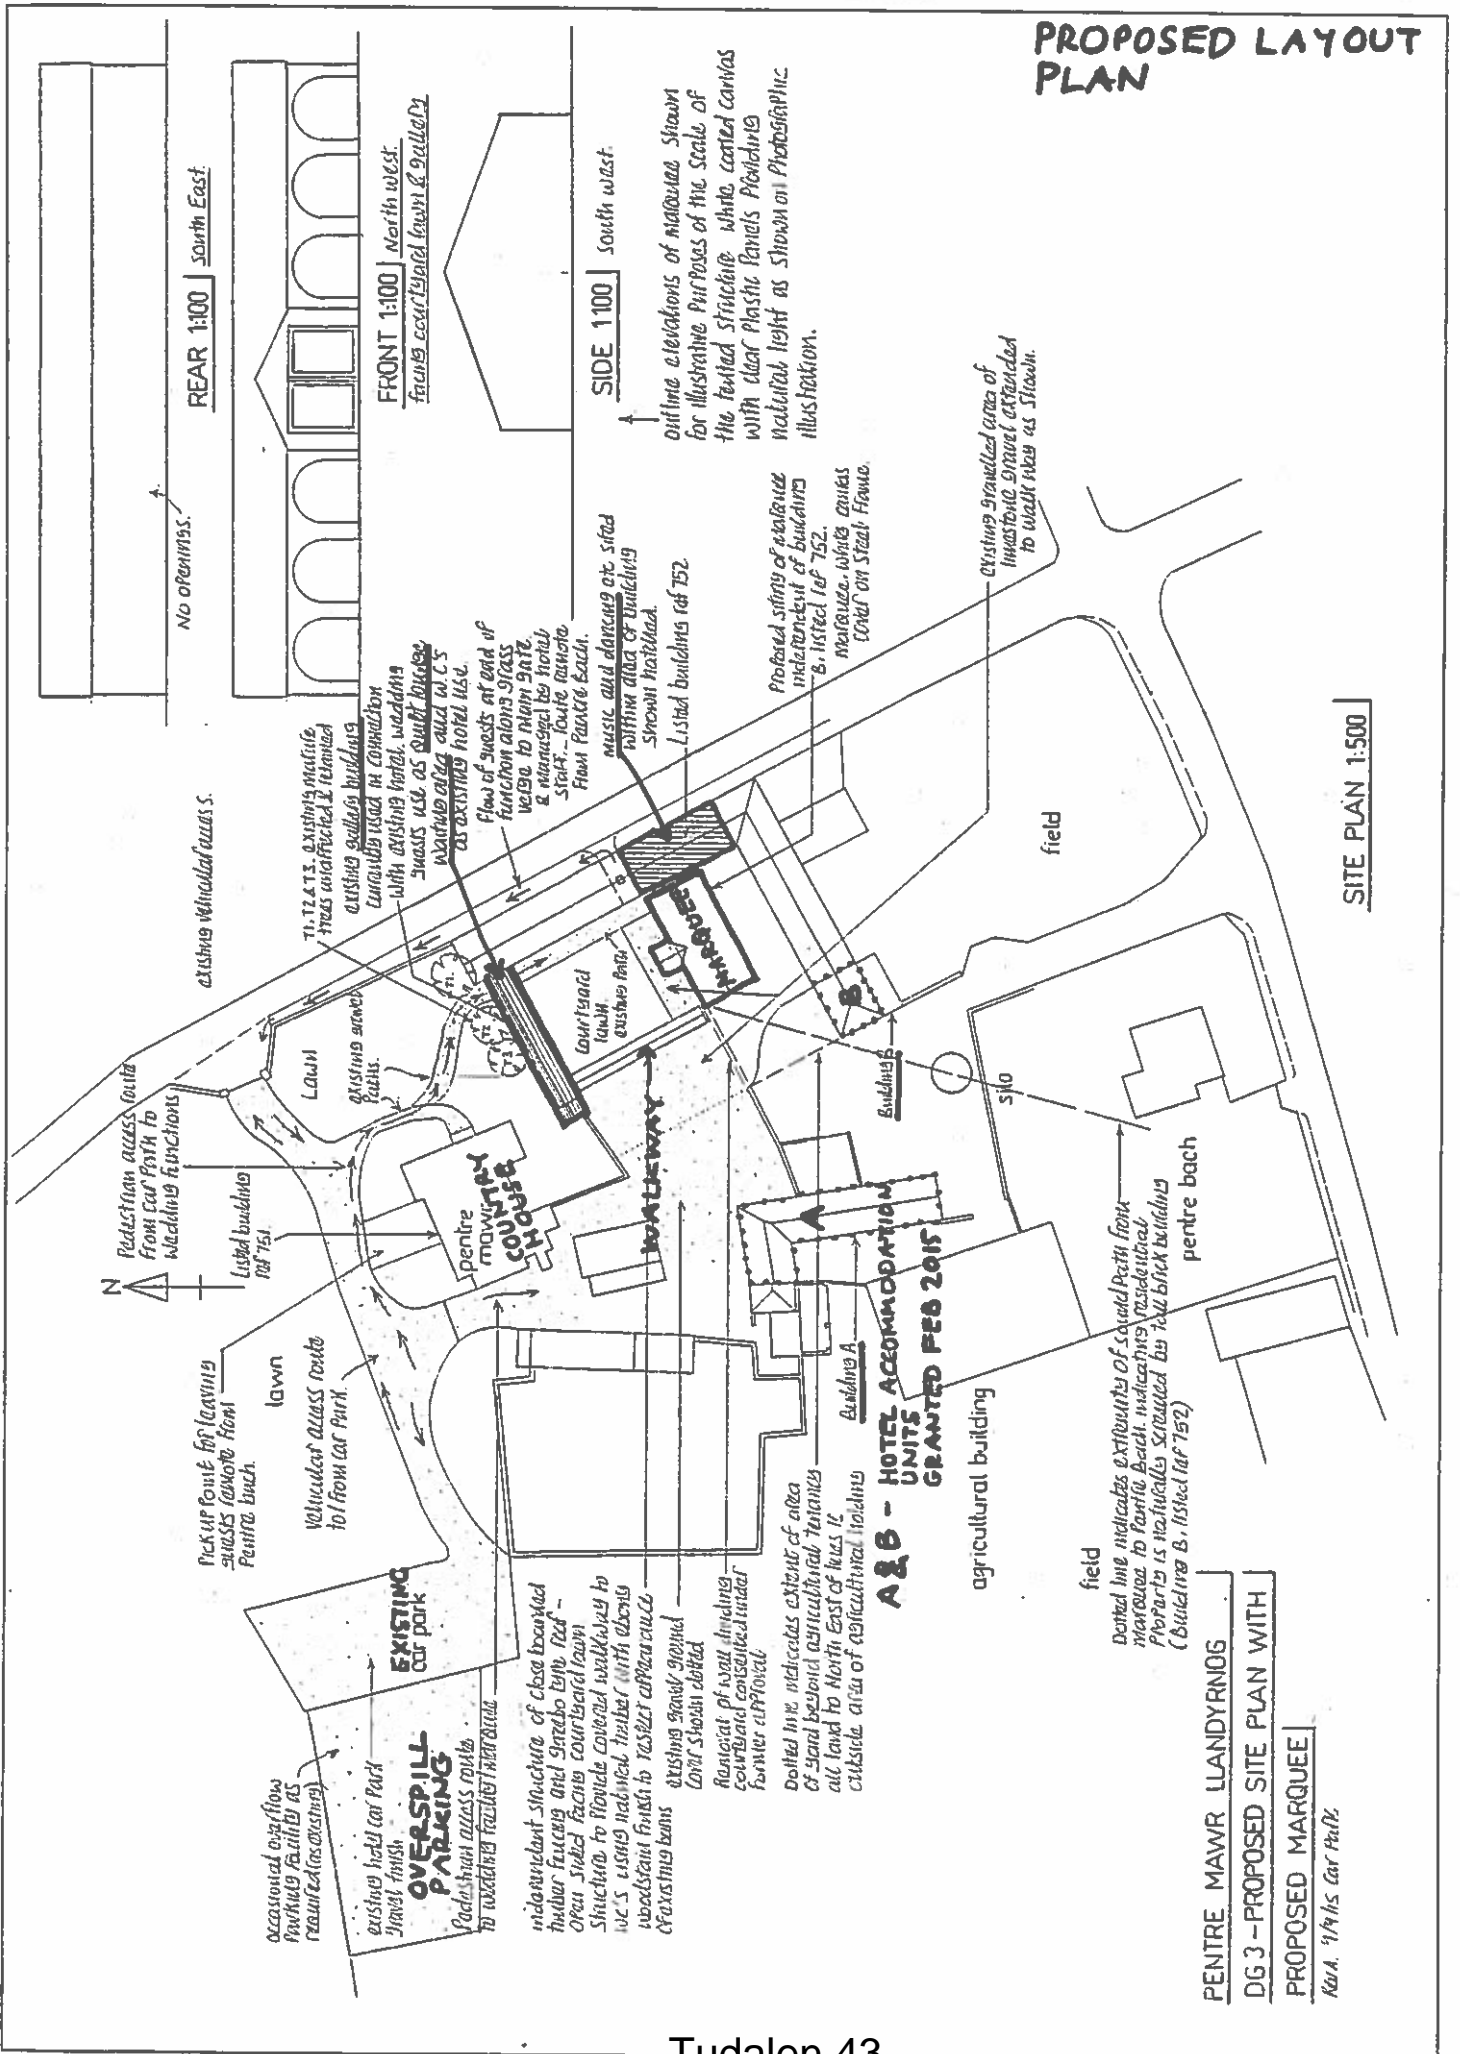 PROPOSED LAYOUT
PLAN
NO OPENINGS.
REAR 1:100 South East.
FRONT 1:100 North West.
facing courtyard lawn & gallery
SIDE 1100 South West.
outline elevations of marquee shown
for illustrative Purposes of the scale of
the tented structure white canvas
with clear Plastic Panels Providing
natural light as shown on Photographic
illustration.
existing vehicular access.
T1, T2 & T3. existing mature
trees unaffected & retained
existing gallery building
currently used in connection
with existing hotel wedding
guests use as quiet lounge
area and W.C's
as existing hotel use.
flow of guests at end of
function along grass
verge to main gate
& managed by hotel
staff - route remote
from Pentre Bach.
music and dancing etc sited
within area of building
shown hatched.
Listed building ref 752.
Proposed siting of marquee
independent of building
B. listed ref 752.
Marquee. white canvas
cover on steel frame.
existing gravelled area of
limestone gravel extended
to walk way as shown.
Pedestrian access route
from car Park to
wedding functions
Listed building
ref 751.
N
Lawn
existing gravel
Paths.
T1
T2
T3
courtyard
lawn.
existing Path
MARQUEE
field
pentre
mawr
COUNTRY
HOUSE
WALKWAY
B
Building B
silo
A
Building A
PICK UP Point for leaving
guests remote from
Pentre bach.
lawn
Vehicular access route
to/from car Park.
A & B - HOTEL ACCOMMODATION
UNITS
GRANTED FEB 2015
agricultural building
pentre bach
field
SITE PLAN 1:500
EXISTING
car park
occasional overflow
Parking facility as
required (as existing)
existing hotel car Park
gravel finish
OVERSPILL
PARKING
Pedestrian access route
to wedding facility
independent structure of close boarded
timber fencing and gazebo type roof -
open sided facing courtyard lawn
structure to Provide covered walkway to
wc's using natural timber with ebony
woodstain finish to respect appearance
of existing barns
existing gravel ground
cover shown dotted
Removal of wall dividing
courtyard consented under
former approval
Dotted line indicates extent of area
of yard beyond agricultural tenancy
all land to North East of lines is
outside area of agricultural holding
Dotted line indicates extremity of sound Path from
marquee to Pentre Bach. indicating residential
Property is naturally screened by tall brick building
(Building B. listed ref 752)
PENTRE MAWR LLANDYRNOG
DG 3 - PROPOSED SITE PLAN WITH
PROPOSED MARQUEE
Rev A. 9/9/15 Car Park
Tudalen 43